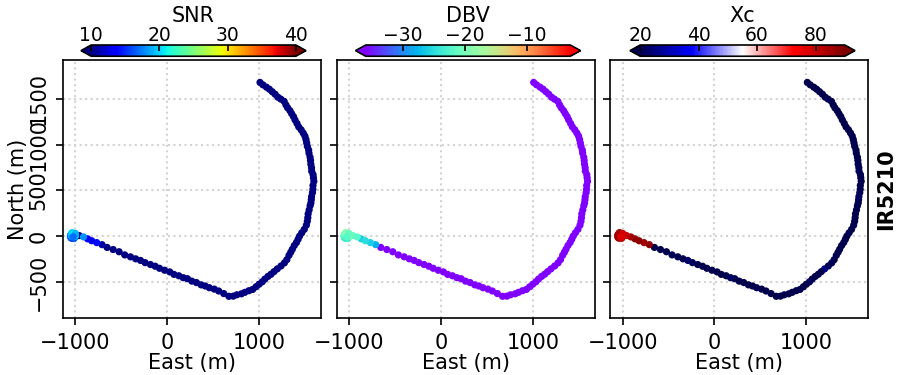 SNR DBV Xc
10 20 30 40 −30 −20 −10 20 40 60 80
1500
1000
500
0
−500
North (m)
IR5210
−1000 0 1000 −1000 0 1000 −1000 0 1000
East (m) East (m) East (m)